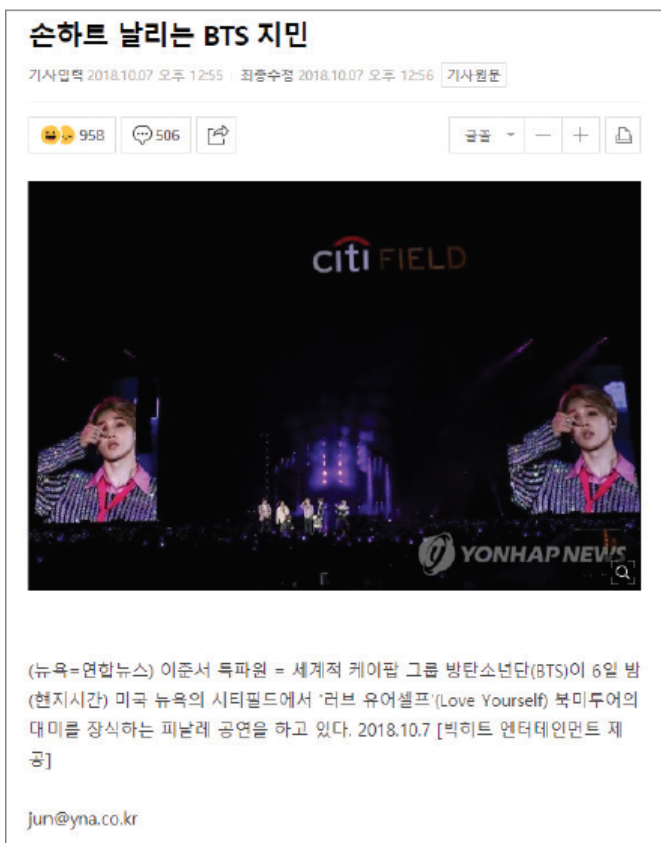 손하트 날리는 BTS 지민
기사입력 2018.10.07 오후 12:55 최종수정 2018.10.07 오후 12:56 기사원문
958 506 글꼴
citi FIELD
YONHAP NEWS
(뉴욕=연합뉴스) 이준서 특파원 = 세계적 케이팝 그룹 방탄소년단(BTS)이 6일 밤
(현지시간) 미국 뉴욕의 시티필드에서 '러브 유어셀프'(Love Yourself) 북미투어의
대미를 장식하는 피날레 공연을 하고 있다. 2018.10.7 [빅히트 엔터테인먼트 제
공]
jun@yna.co.kr